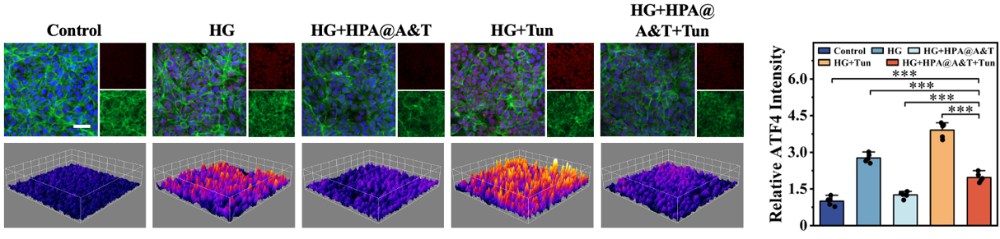 Control
HG
HG+HPA@A&T
HG+Tun
HG+HPA@
A&T+Tun
Relative ATF4 Intensity
6.0
4.5
3.0
1.5
0
Control
HG
HG+HPA@A&T
HG+Tun
HG+HPA@A&T+Tun
***
***
***
***